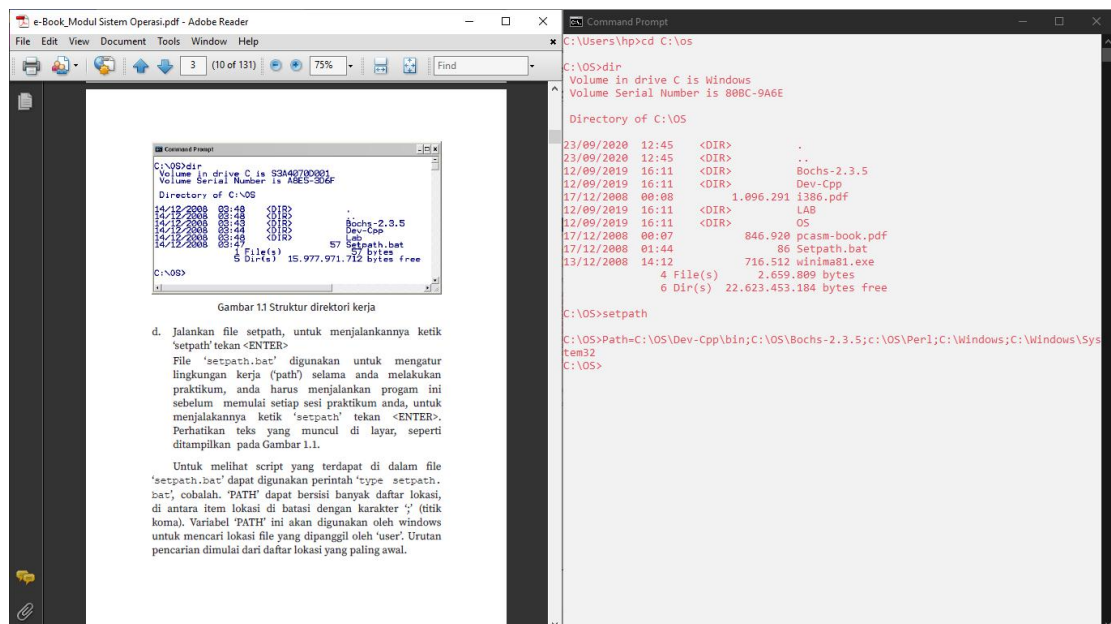 e-Book_Modul Sistem Operasi.pdf - Adobe Reader
File Edit View Document Tools Window Help
3 (10 of 131) 75% Find
Command Prompt
C:\OS>dir
Volume in drive C is S3A4070D001
Volume Serial Number is A8E5-3D6F
Directory of C:\OS
14/12/2008 03:48 <DIR> .
14/12/2008 03:48 <DIR> ..
14/12/2008 03:43 <DIR> Bochs-2.3.5
14/12/2008 03:48 <DIR> Dev-Cpp
14/12/2008 03:48 <DIR> Lab
14/12/2008 03:47 57 Setpath.bat
1 File(s) 57 bytes
5 Dir(s) 15.977.971.712 bytes free
C:\OS>
Gambar 1.1 Struktur direktori kerja
d. Jalankan file setpath, untuk menjalankannya ketik
'setpath' tekan <ENTER>
File 'setpath.bat' digunakan untuk mengatur
lingkungan kerja ('path') selama anda melakukan
praktikum, anda harus menjalankan progam ini
sebelum memulai setiap sesi praktikum anda, untuk
menjalakannya ketik 'setpath' tekan <ENTER>.
Perhatikan teks yang muncul di layar, seperti
ditampilkan pada Gambar 1.1.
Untuk melihat script yang terdapat di dalam file
'setpath.bat' dapat digunakan perintah 'type setpath.
bat', cobalah. 'PATH' dapat bersisi banyak daftar lokasi,
di antara item lokasi di batasi dengan karakter ';' (titik
koma). Variabel 'PATH' ini akan digunakan oleh windows
untuk mencari lokasi file yang dipanggil oleh 'user'. Urutan
pencarian dimulai dari daftar lokasi yang paling awal.
Command Prompt
C:\Users\hp>cd C:\os
C:\OS>dir
Volume in drive C is Windows
Volume Serial Number is 80BC-9A6E
Directory of C:\OS
23/09/2020 12:45 <DIR> .
23/09/2020 12:45 <DIR> ..
12/09/2019 16:11 <DIR> Bochs-2.3.5
12/09/2019 16:11 <DIR> Dev-Cpp
17/12/2008 00:08 1.096.291 i386.pdf
12/09/2019 16:11 <DIR> LAB
12/09/2019 16:11 <DIR> OS
17/12/2008 00:07 846.920 pcasm-book.pdf
17/12/2008 01:44 86 Setpath.bat
13/12/2008 14:12 716.512 winima81.exe
4 File(s) 2.659.809 bytes
6 Dir(s) 22.623.453.184 bytes free
C:\OS>setpath
C:\OS>Path=C:\OS\Dev-Cpp\bin;C:\OS\Bochs-2.3.5;c:\OS\Perl;C:\Windows;C:\Windows\Sys
tem32
C:\OS>